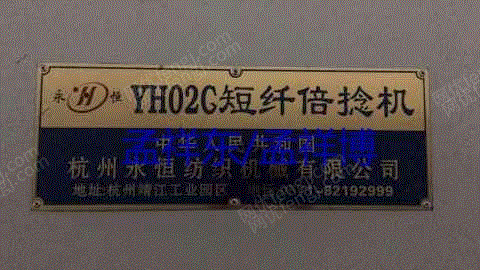 永 H 恒 YH02G短纤倍捻机
中华人民共和国
杭州永恒纺织机械有限公司
地址:杭州靖江工业园区 -82192999